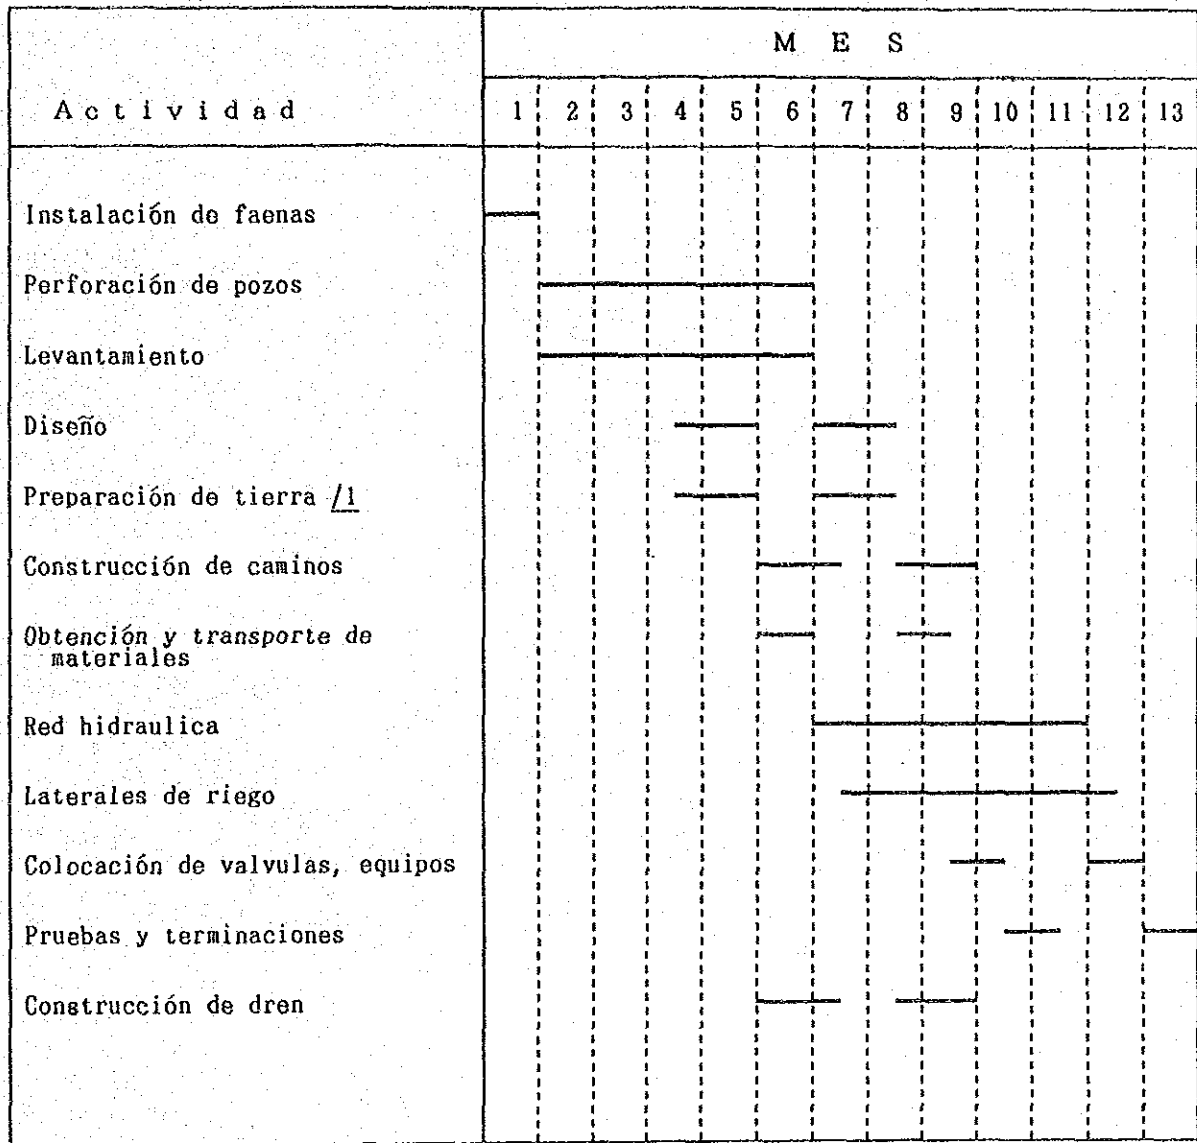 M E S
Actividad
1 2 3 4 5 6 7 8 9 10 11 12 13
Instalación de faenas
Perforación de pozos
Levantamiento
Diseño
Preparación de tierra /1
Construcción de caminos
Obtención y transporte de
materiales
Red hidraulica
Laterales de riego
Colocación de valvulas, equipos
Pruebas y terminaciones
Construcción de dren